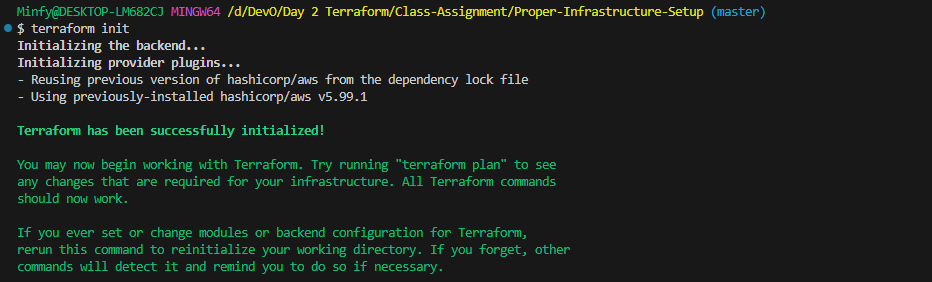 Minfy@DESKTOP-LM682CJ MINGW64 /d/DevO/Day 2 Terraform/Class-Assignment/Proper-Infrastructure-Setup (master)
$ terraform init
Initializing the backend...
Initializing provider plugins...
- Reusing previous version of hashicorp/aws from the dependency lock file
- Using previously-installed hashicorp/aws v5.99.1
Terraform has been successfully initialized!
You may now begin working with Terraform. Try running "terraform plan" to see
any changes that are required for your infrastructure. All Terraform commands
should now work.
If you ever set or change modules or backend configuration for Terraform,
rerun this command to reinitialize your working directory. If you forget, other
commands will detect it and remind you to do so if necessary.